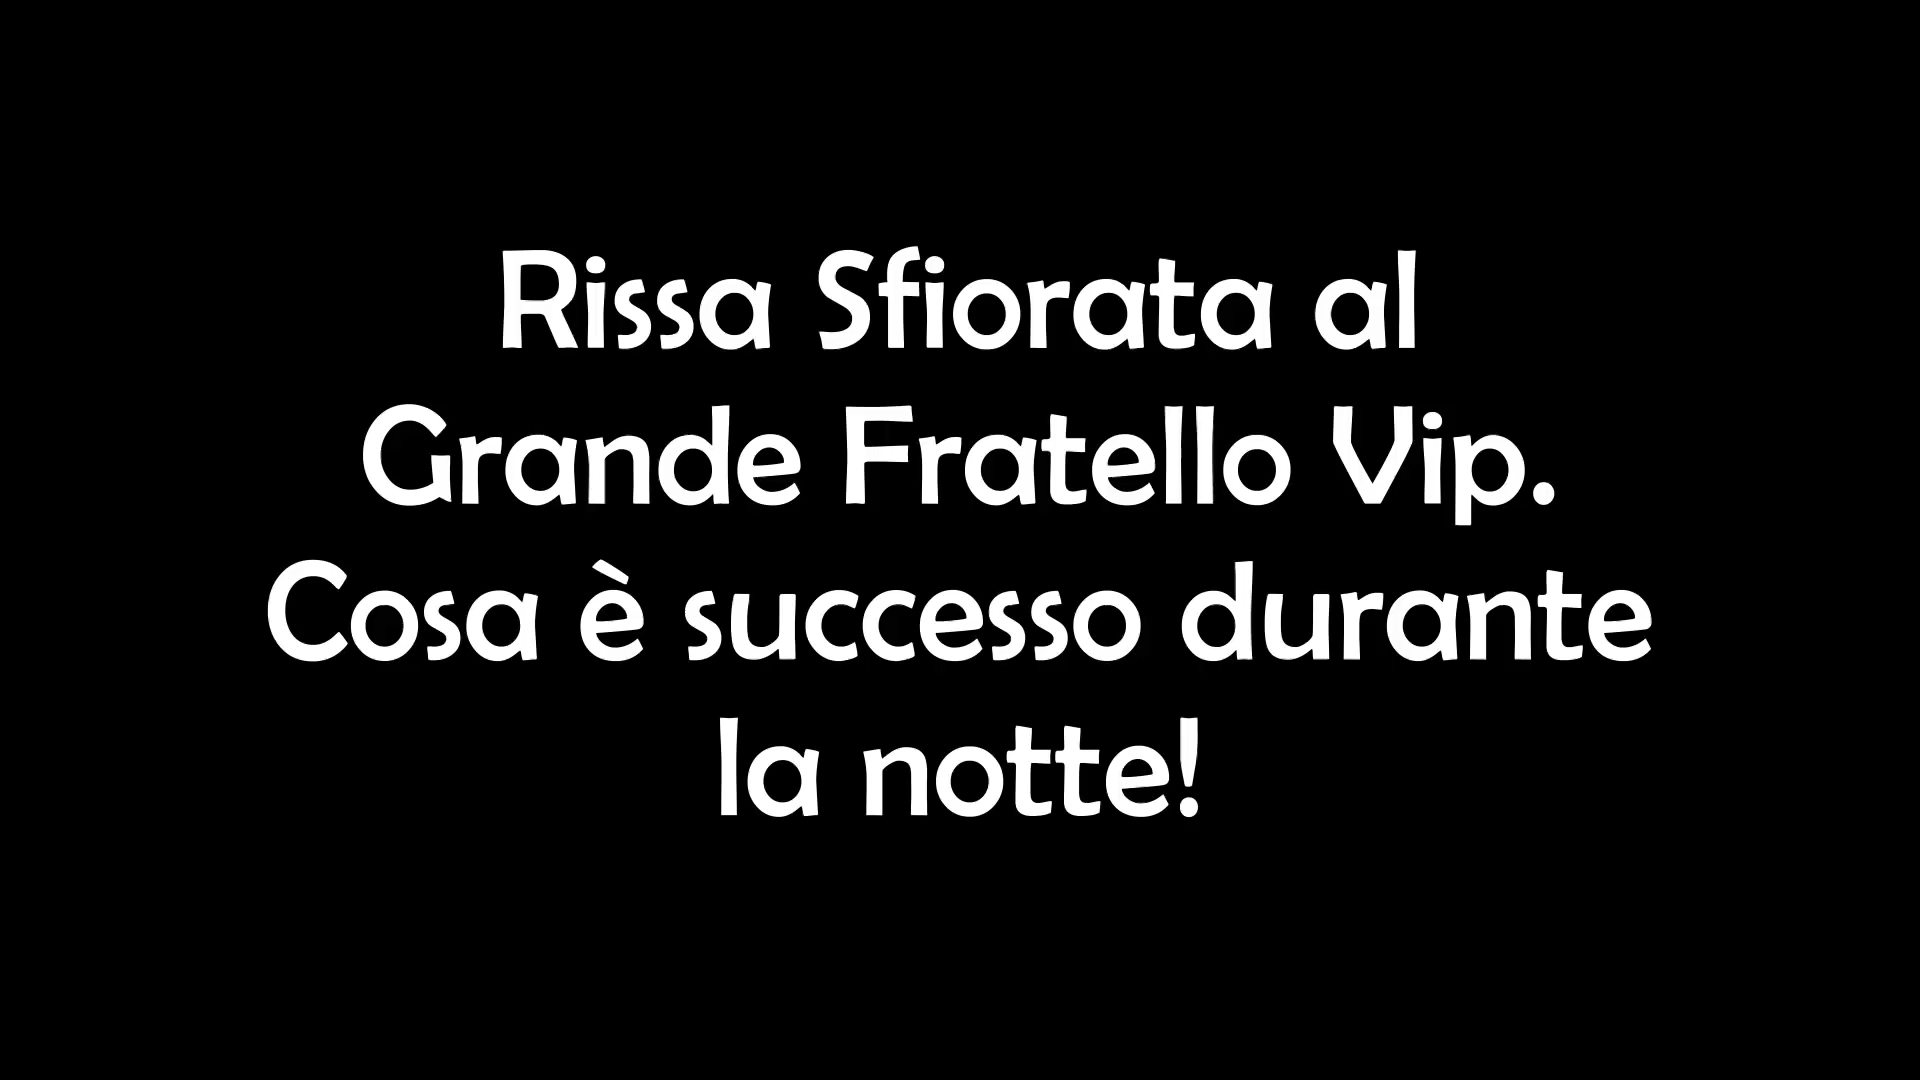 Rissa Sfiorata al
Grande Fratello Vip.
Cosa è successo durante
la notte!